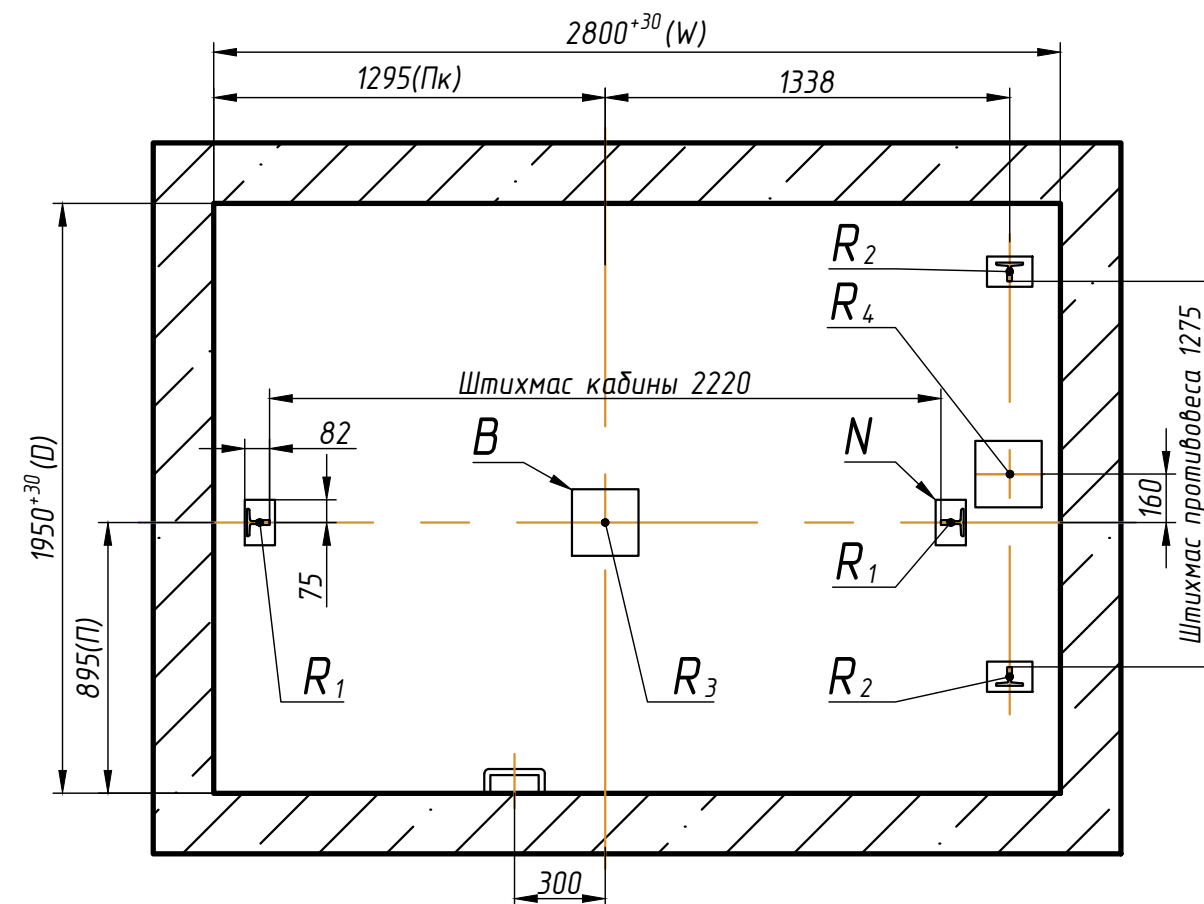 2800+30 (W)
1295(Пк)
1338
R2
R4
Штихмас кабины 2220
82
B
N
1950+30 (D)
Штихмас противовеса 1275
160
75
R1
895(П)
R1
R3
R2
300